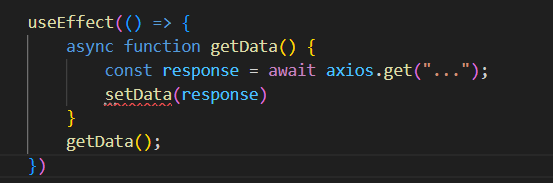 useEffect(() => {
    async function getData() {
        const response = await axios.get("...");
        setData(response)
    }
    getData();
})